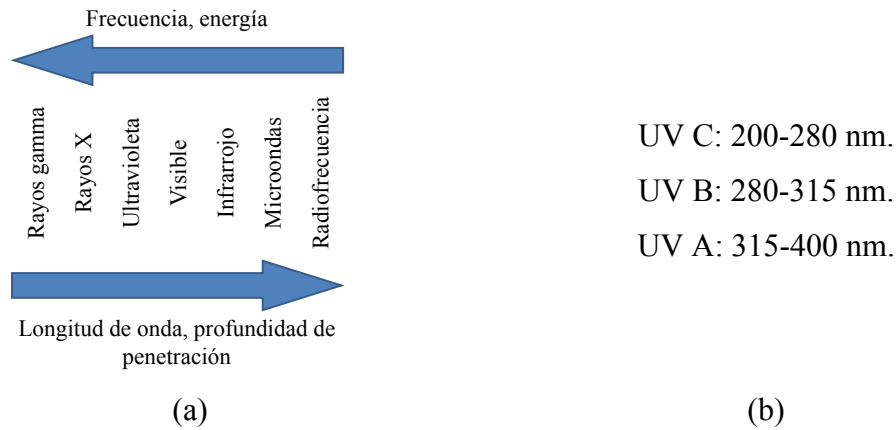 Frecuencia, energía
Rayos gamma
Rayos X
Ultravioleta
Visible
Infrarrojo
Microondas
Radiofrecuencia
Longitud de onda, profundidad de
penetración
(a)
UV C: 200-280 nm.
UV B: 280-315 nm.
UV A: 315-400 nm.
(b)